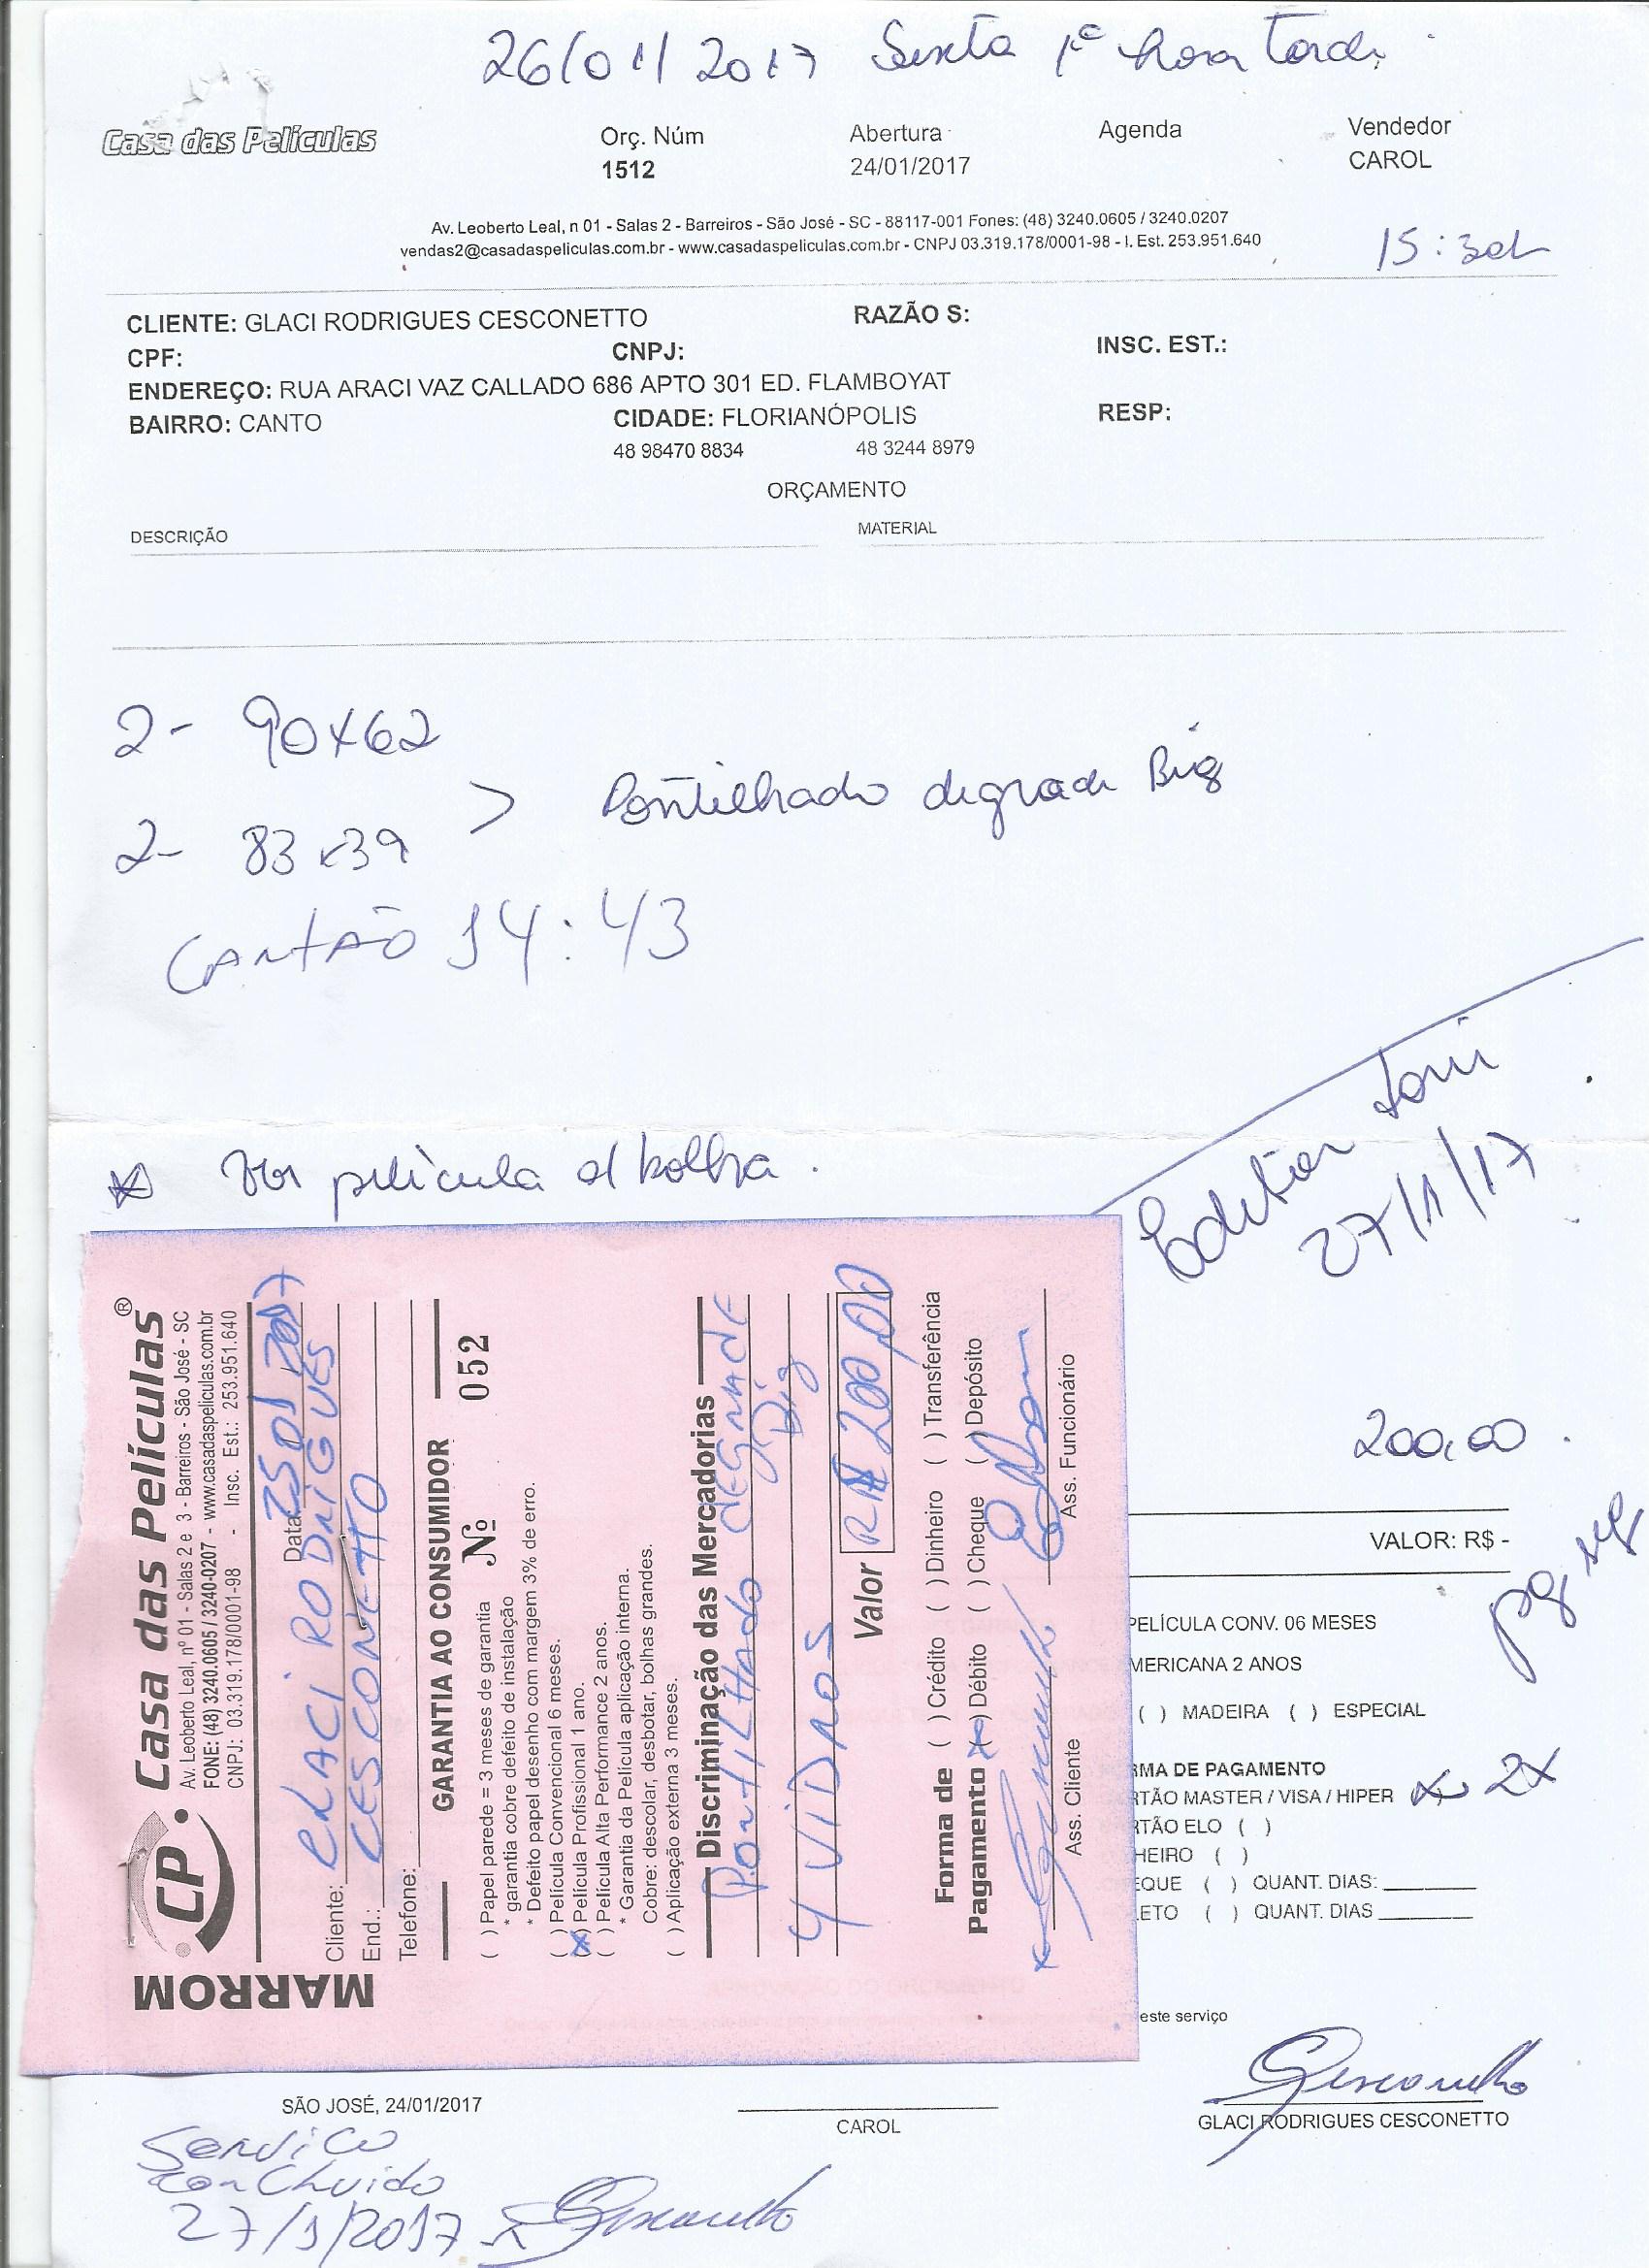 26/01/2017 Sexta 1ª hora tarde
Casa das Películas
Orç. Núm
1512
Abertura
24/01/2017
Agenda
Vendedor
CAROL
Av. Leoberto Leal, n 01 - Salas 2 - Barreiros - São José - SC - 88117-001 Fones: (48) 3240.0605 / 3240.0207
vendas2@casadaspeliculas.com.br - www.casadaspeliculas.com.br - CNPJ 03.319.178/0001-98 - I. Est. 253.951.640
15:30h
CLIENTE: GLACI RODRIGUES CESCONETTO RAZÃO S:
CPF: CNPJ: INSC. EST.:
ENDEREÇO: RUA ARACI VAZ CALLADO 686 APTO 301 ED. FLAMBOYAT
BAIRRO: CANTO CIDADE: FLORIANÓPOLIS RESP:
48 98470 8834 48 3244 8979
ORÇAMENTO
DESCRIÇÃO MATERIAL
2- 90x62
> Pontilhado degrade Big
2- 83x39
CARTÃO 14:43
película c/ bolha.
27/1/17
MARROM
CP
Casa das Películas®
Av. Leoberto Leal, nº 01 - Salas 2 e 3 - Barreiros - São José - SC
FONE: (48) 3240.0605 / 3240-0207 - www.casadaspeliculas.com.br
CNPJ: 03.319.178/0001-98 - Insc. Est.: 253.951.640
Data 25 01 2017
Cliente: GLACI RODRIGUES
End.: CESCONETTO
Telefone:
GARANTIA AO CONSUMIDOR
Nº 052
( ) Papel parede = 3 meses de garantia
* garantia cobre defeito de instalação
* Defeito papel desenho com margem 3% de erro.
( ) Película Convencional 6 meses.
(x) Película Profissional 1 ano.
( ) Película Alta Performance 2 anos.
* Garantia da Película aplicação interna.
Cobre: descolar, desbotar, bolhas grandes.
( ) Aplicação externa 3 meses.
Discriminação das Mercadorias
PONTILHADO DEGRADE
Big
4 VIDROS
Valor R$ 200,00
Forma de ( ) Crédito ( ) Dinheiro ( ) Transferência
Pagamento (x) Débito ( ) Cheque ( ) Depósito
Ass. Cliente
Ass. Funcionário
200,00
VALOR: R$ -
PELÍCULA CONV. 06 MESES
MERICANA 2 ANOS
( ) MADEIRA ( ) ESPECIAL
RMA DE PAGAMENTO
RTÃO MASTER / VISA / HIPER x 2x
RTÃO ELO ( )
HEIRO ( )
EQUE ( ) QUANT. DIAS:
LETO ( ) QUANT. DIAS
este serviço
SÃO JOSÉ, 24/01/2017
CAROL
GLACI RODRIGUES CESCONETTO
Serviço
conchuido
27/1/2017